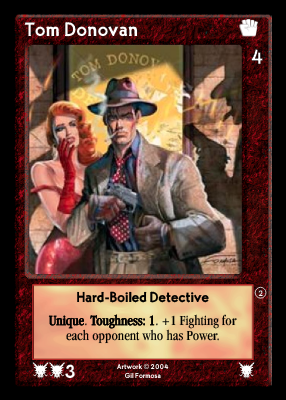 Tom Donovan
4
TOM DONOV
Hard-Boiled Detective
2
Unique. Toughness: 1. +1 Fighting for
each opponent who has Power.
3
Artwork © 2004
Gil Formosa